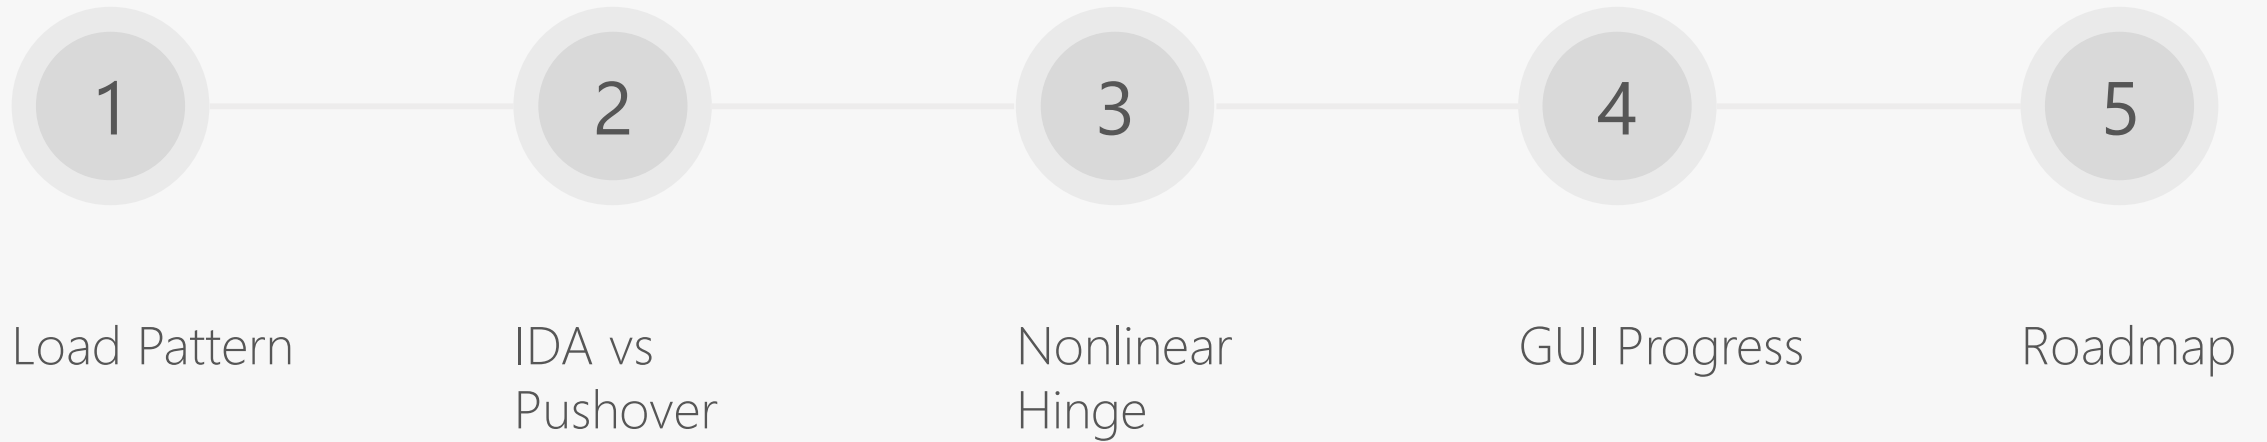 1
2
3
4
5
Load Pattern
IDA vs
Pushover
Nonlinear
Hinge
GUI Progress
Roadmap